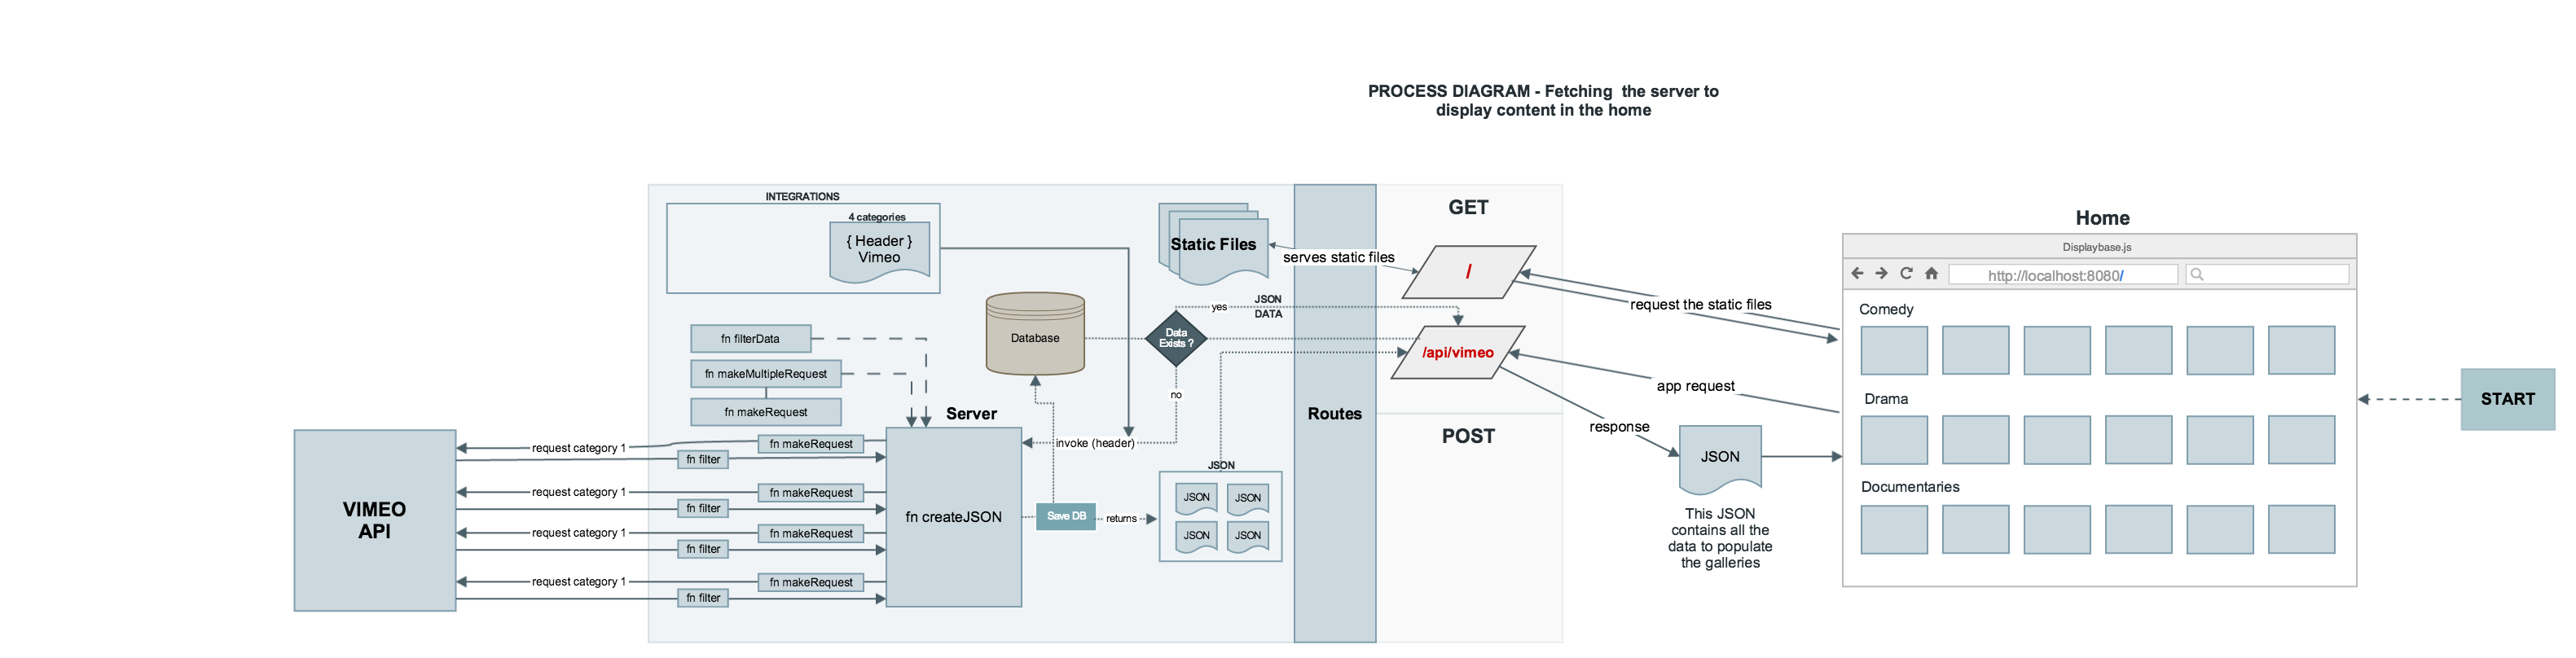 PROCESS DIAGRAM - Fetching  the server to
display content in the home
INTEGRATIONS
4 categories
{ Header }
Vimeo
Static Files
serves static files
GET
/
Home
Displaybase.js
http://localhost:8080/
request the static files
Comedy
fn filterData
fn makeMultipleRequest
fn makeRequest
Database
Data
Exists ?
yes
JSON
DATA
no
/api/vimeo
app request
Drama
START
Server
Routes
POST
response
JSON
This JSON
contains all the
data to populate
the galleries
Documentaries
VIMEO
API
request category 1
fn makeRequest
fn filter
request category 1
fn makeRequest
fn filter
request category 1
fn makeRequest
fn filter
request category 1
fn makeRequest
fn filter
fn createJSON
invoke (header)
Save DB
returns
JSON
JSON
JSON
JSON
JSON